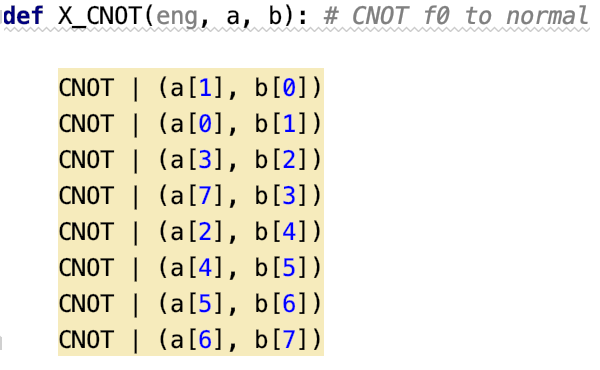 def X_CNOT(eng, a, b): # CNOT f0 to normal
CNOT | (a[1], b[0])
CNOT | (a[0], b[1])
CNOT | (a[3], b[2])
CNOT | (a[7], b[3])
CNOT | (a[2], b[4])
CNOT | (a[4], b[5])
CNOT | (a[5], b[6])
CNOT | (a[6], b[7])